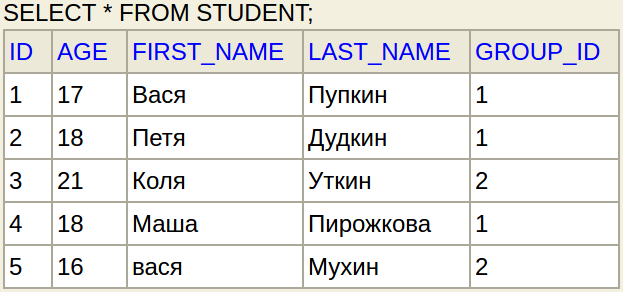 SELECT * FROM STUDENT;
ID AGE FIRST_NAME LAST_NAME GROUP_ID
1 17 Вася Пупкин 1
2 18 Петя Дудкин 1
3 21 Коля Уткин 2
4 18 Маша Пирожкова 1
5 16 вася Мухин 2